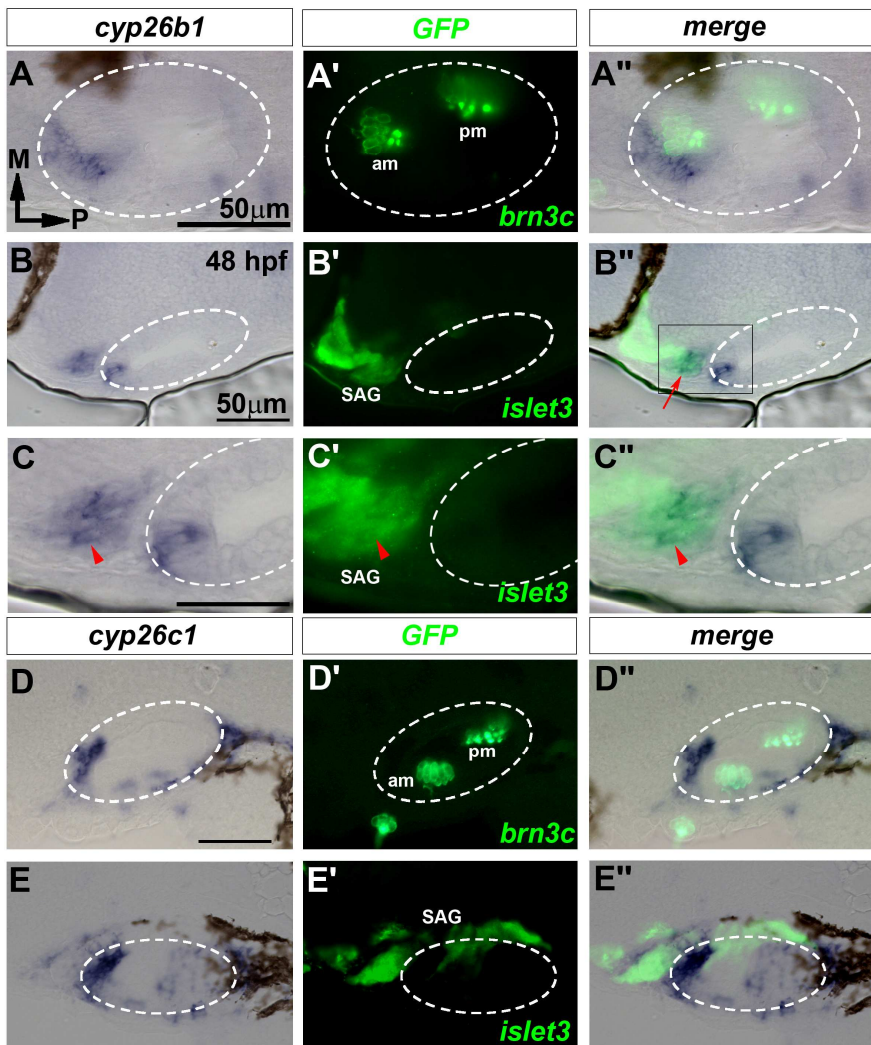 cyp26b1 GFP merge
A A' A"
am pm
M
P
50μm
brn3c
B 48 hpf B' B"
50μm
SAG
islet3
C C' C"
SAG
islet3
cyp26c1 GFP merge
D D' D"
am pm
brn3c
E E' E"
SAG
islet3